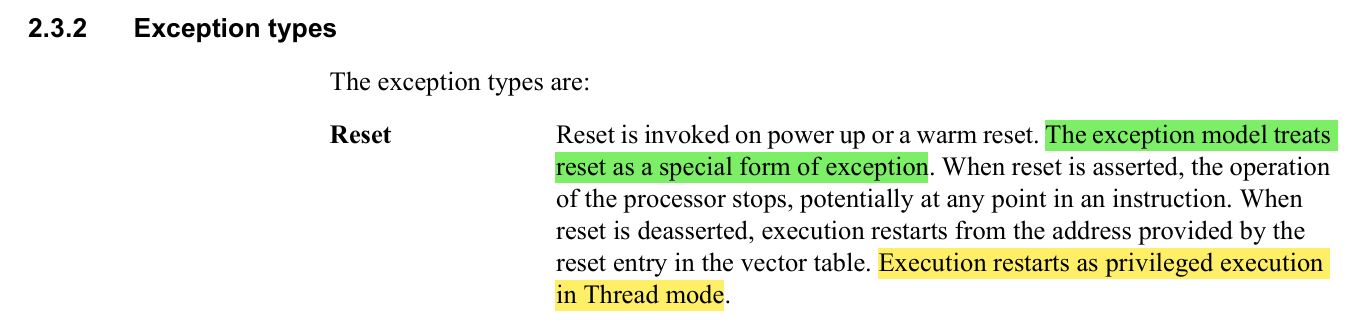 2.3.2 Exception types
The exception types are:
Reset Reset is invoked on power up or a warm reset. The exception model treats
reset as a special form of exception. When reset is asserted, the operation
of the processor stops, potentially at any point in an instruction. When
reset is deasserted, execution restarts from the address provided by the
reset entry in the vector table. Execution restarts as privileged execution
in Thread mode.